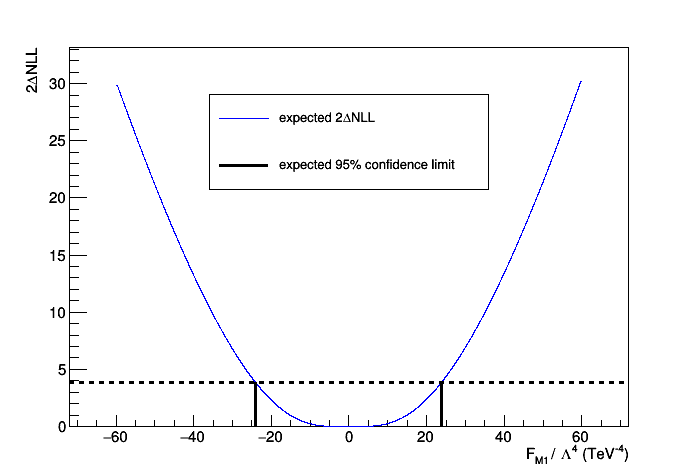 2ΔNLL
30
25
20
15
10
5
0
expected 2ΔNLL
expected 95% confidence limit
−60 −40 −20 0 20 40 60
F_M1 / Λ^4 (TeV^-4)